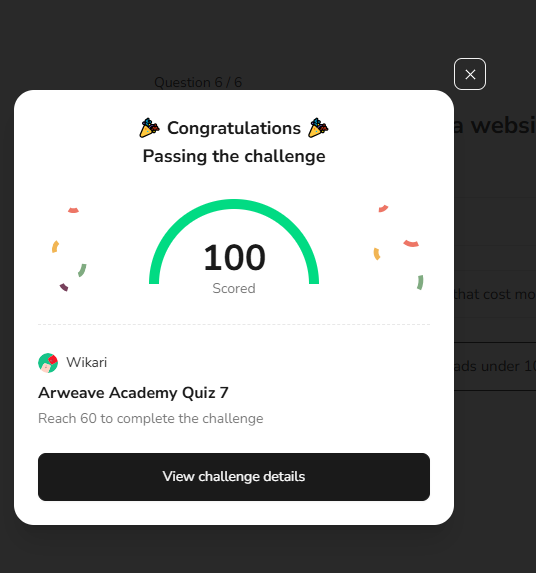 Question 6 / 6
Congratulations
a websi
Passing the challenge
100
Scored
that cost mo
Wikari
ads under 10
Arweave Academy Quiz 7
Reach 60 to complete the challenge
View challenge details